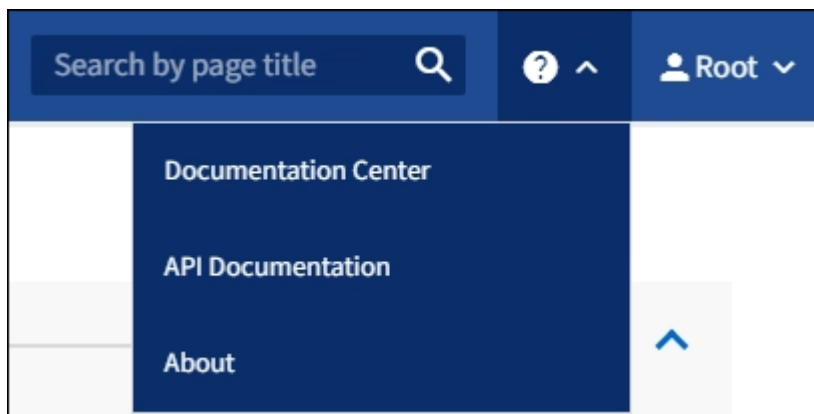 Search by page title
Root
Documentation Center
API Documentation
About